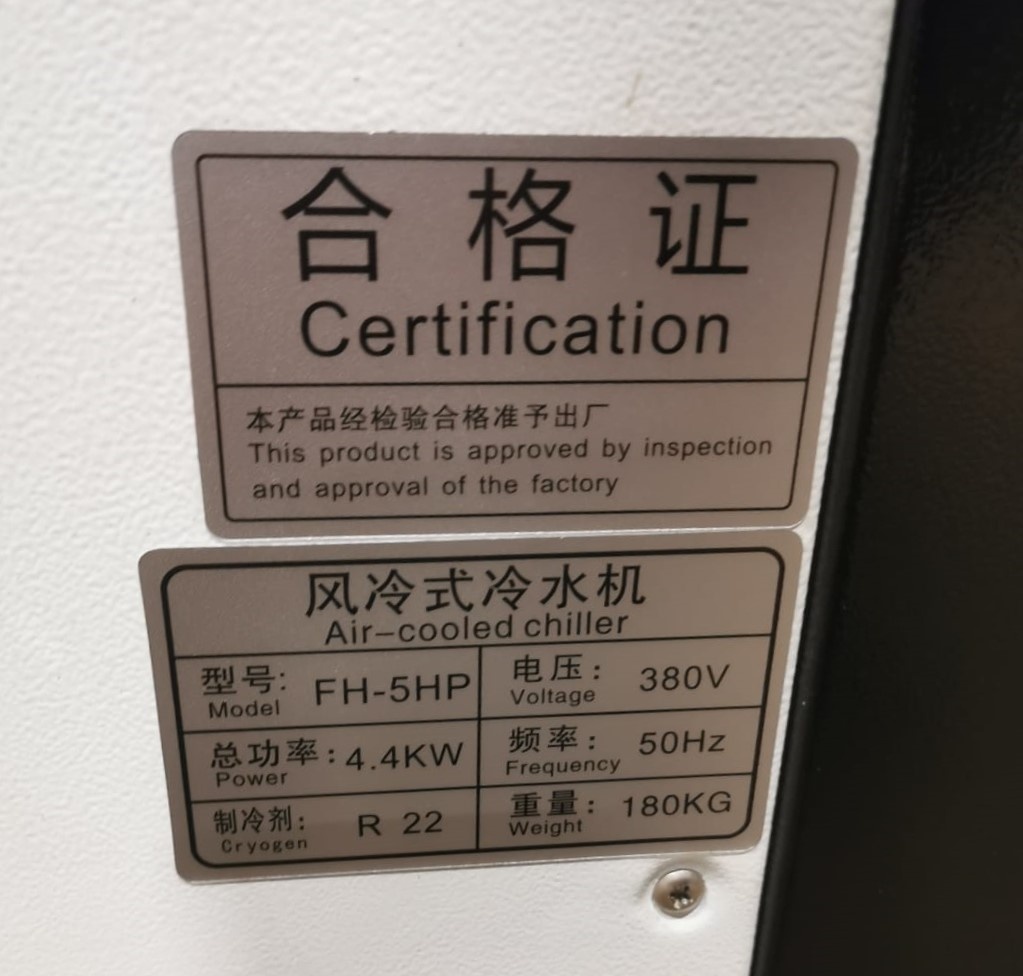 合格证
Certification
本产品经检验合格准予出厂
This product is approved by inspection
and approval of the factory
风冷式冷水机
Air-cooled chiller
型号: FH-5HP
Model
电压: 380V
Voltage
总功率: 4.4KW
Power
频率: 50Hz
Frequency
制冷剂: R 22
Cryogen
重量: 180KG
Weight